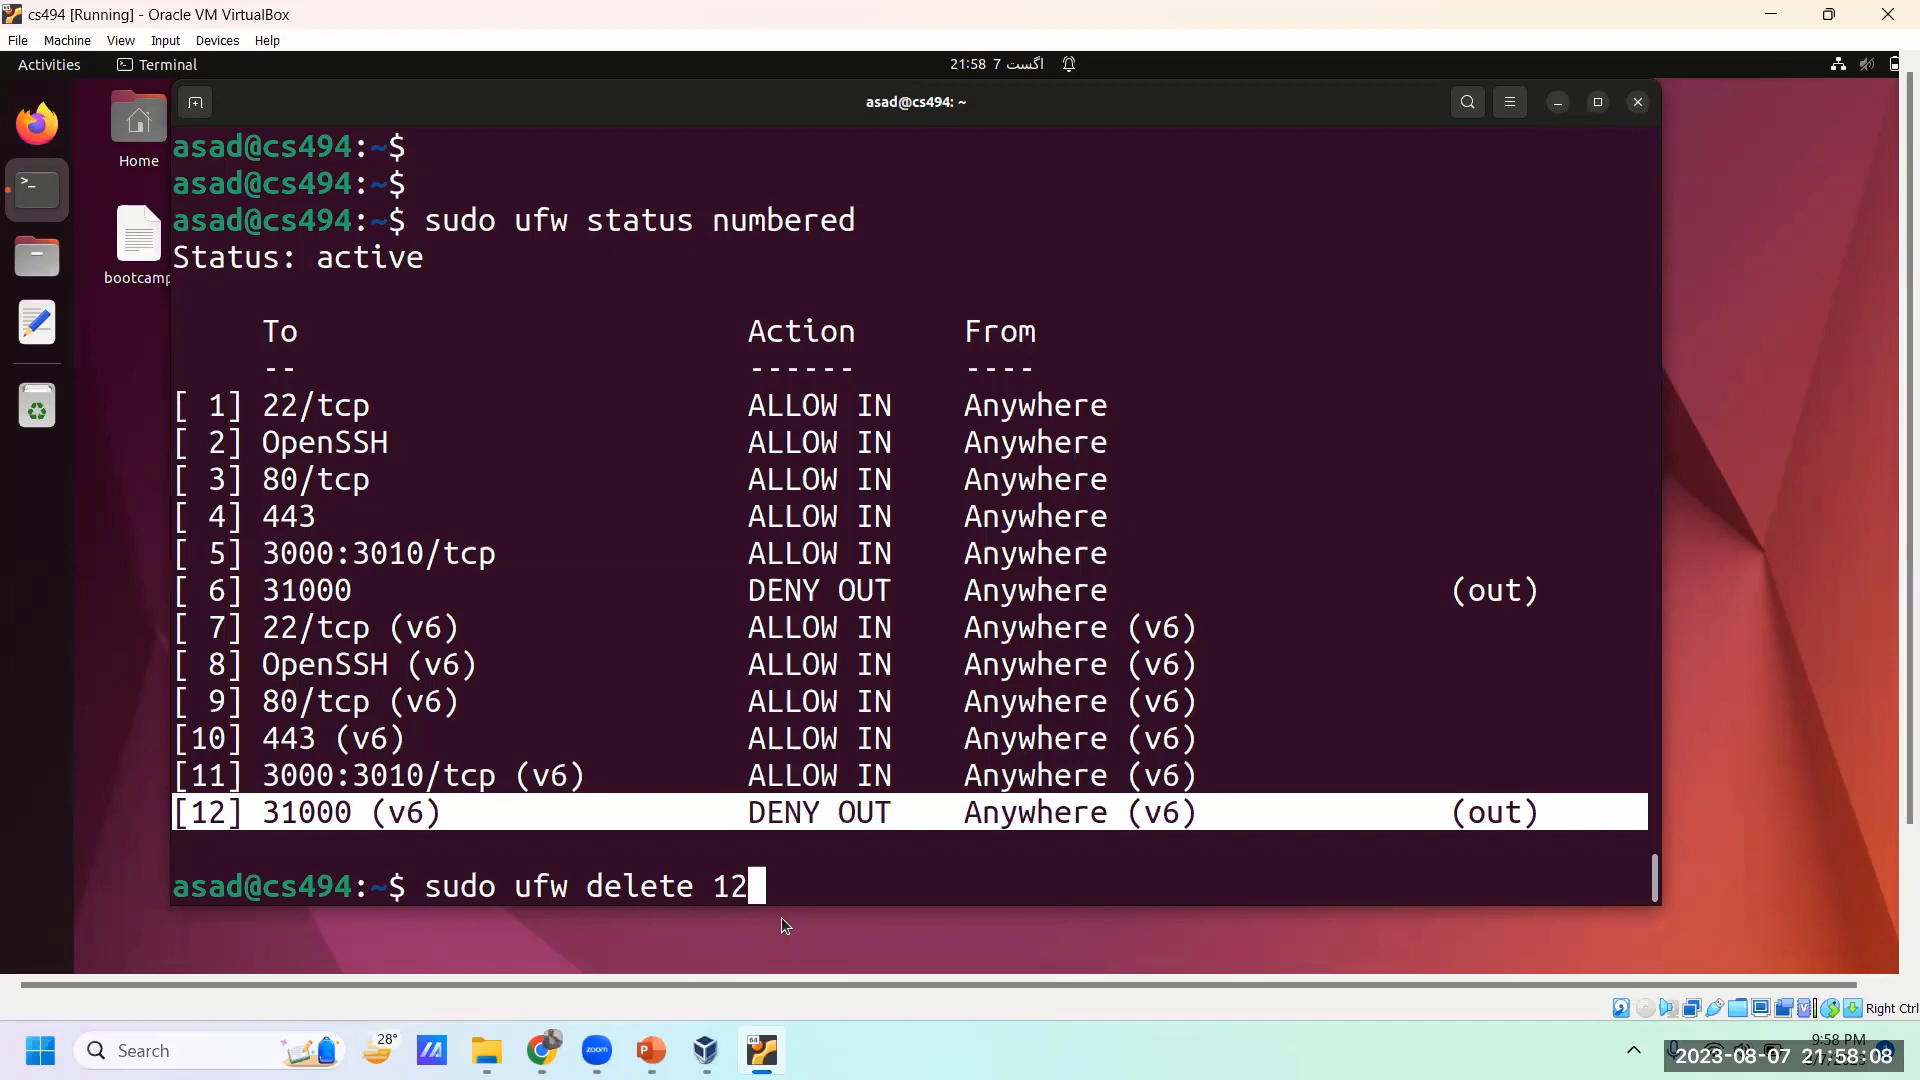 cs494 [Running] - Oracle VM VirtualBox
File Machine View Input Devices Help
Activities Terminal 21:58 7 اگست
asad@cs494: ~
Home
bootcamp
asad@cs494:~$
asad@cs494:~$
asad@cs494:~$ sudo ufw status numbered
Status: active
To Action From
-- ------ ----
[ 1] 22/tcp ALLOW IN Anywhere
[ 2] OpenSSH ALLOW IN Anywhere
[ 3] 80/tcp ALLOW IN Anywhere
[ 4] 443 ALLOW IN Anywhere
[ 5] 3000:3010/tcp ALLOW IN Anywhere
[ 6] 31000 DENY OUT Anywhere (out)
[ 7] 22/tcp (v6) ALLOW IN Anywhere (v6)
[ 8] OpenSSH (v6) ALLOW IN Anywhere (v6)
[ 9] 80/tcp (v6) ALLOW IN Anywhere (v6)
[10] 443 (v6) ALLOW IN Anywhere (v6)
[11] 3000:3010/tcp (v6) ALLOW IN Anywhere (v6)
[12] 31000 (v6) DENY OUT Anywhere (v6) (out)
asad@cs494:~$ sudo ufw delete 12
Right Ctrl
Search
28°
zoom
64
9:58 PM
2023-08-07 21:58:08